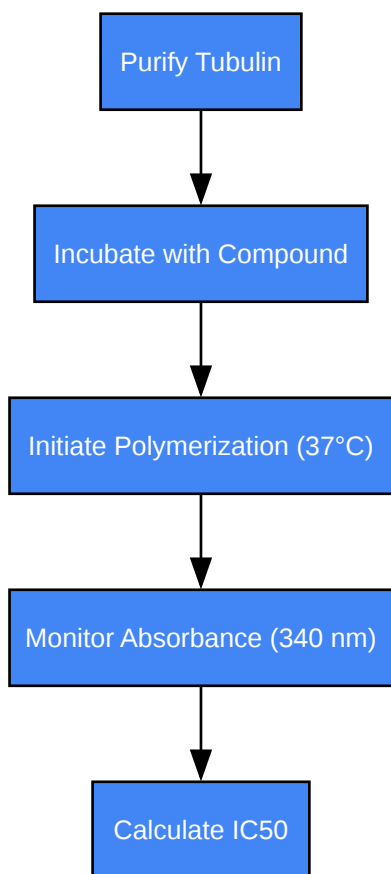 Purify Tubulin
Incubate with Compound
Initiate Polymerization (37°C)
Monitor Absorbance (340 nm)
Calculate IC50